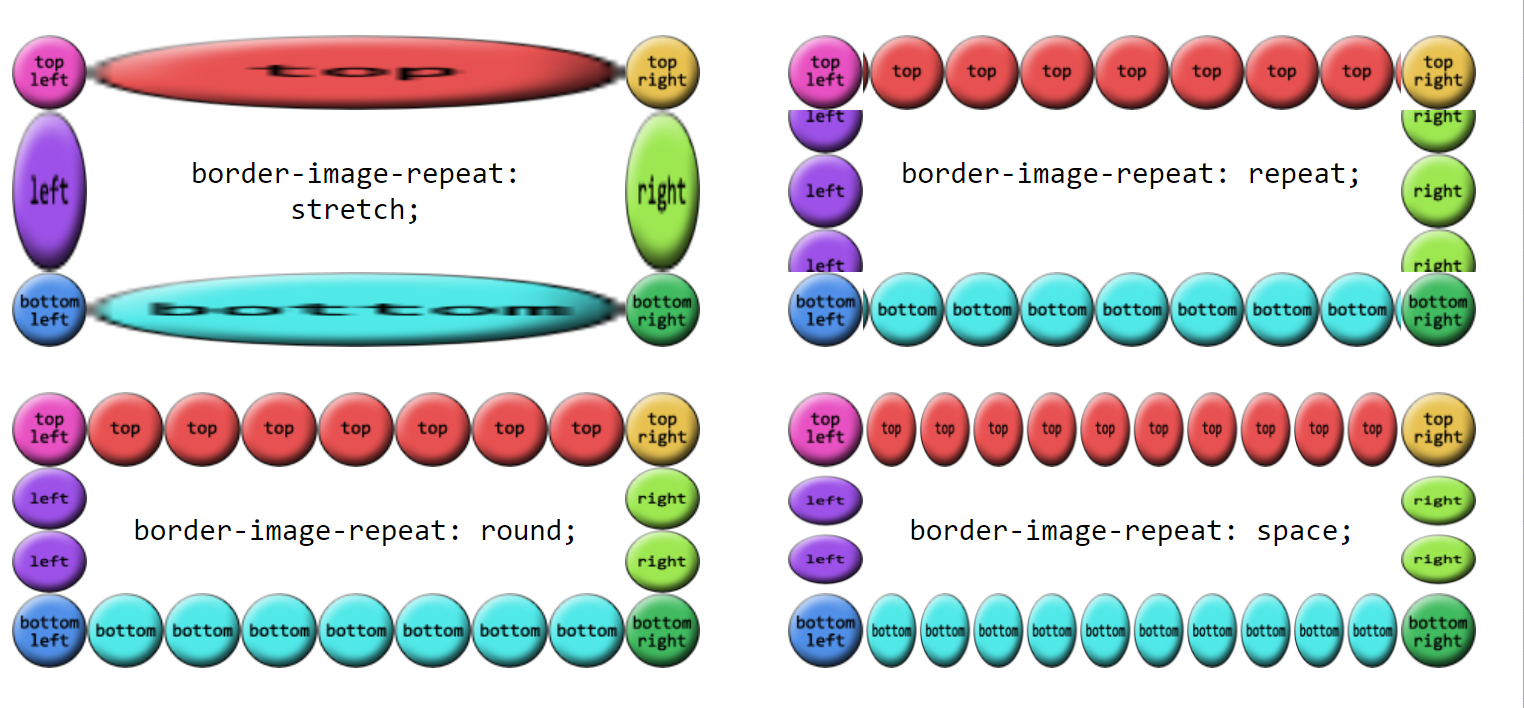 top
left
top
top
right
left
border-image-repeat:
stretch;
right
bottom
left
bottom
bottom
right
top
left
top top top top top top top
top
right
left
right
left
border-image-repeat: repeat;
right
left
right
bottom
left
bottom bottom bottom bottom bottom bottom bottom
bottom
right
top
left
top top top top top top top
top
right
left
right
border-image-repeat: round;
left
right
bottom
left
bottom bottom bottom bottom bottom bottom bottom
bottom
right
top
left
top top top top top top top top top top
top
right
left
right
border-image-repeat: space;
left
right
bottom
left
bottom bottom bottom bottom bottom bottom bottom bottom bottom bottom
bottom
right